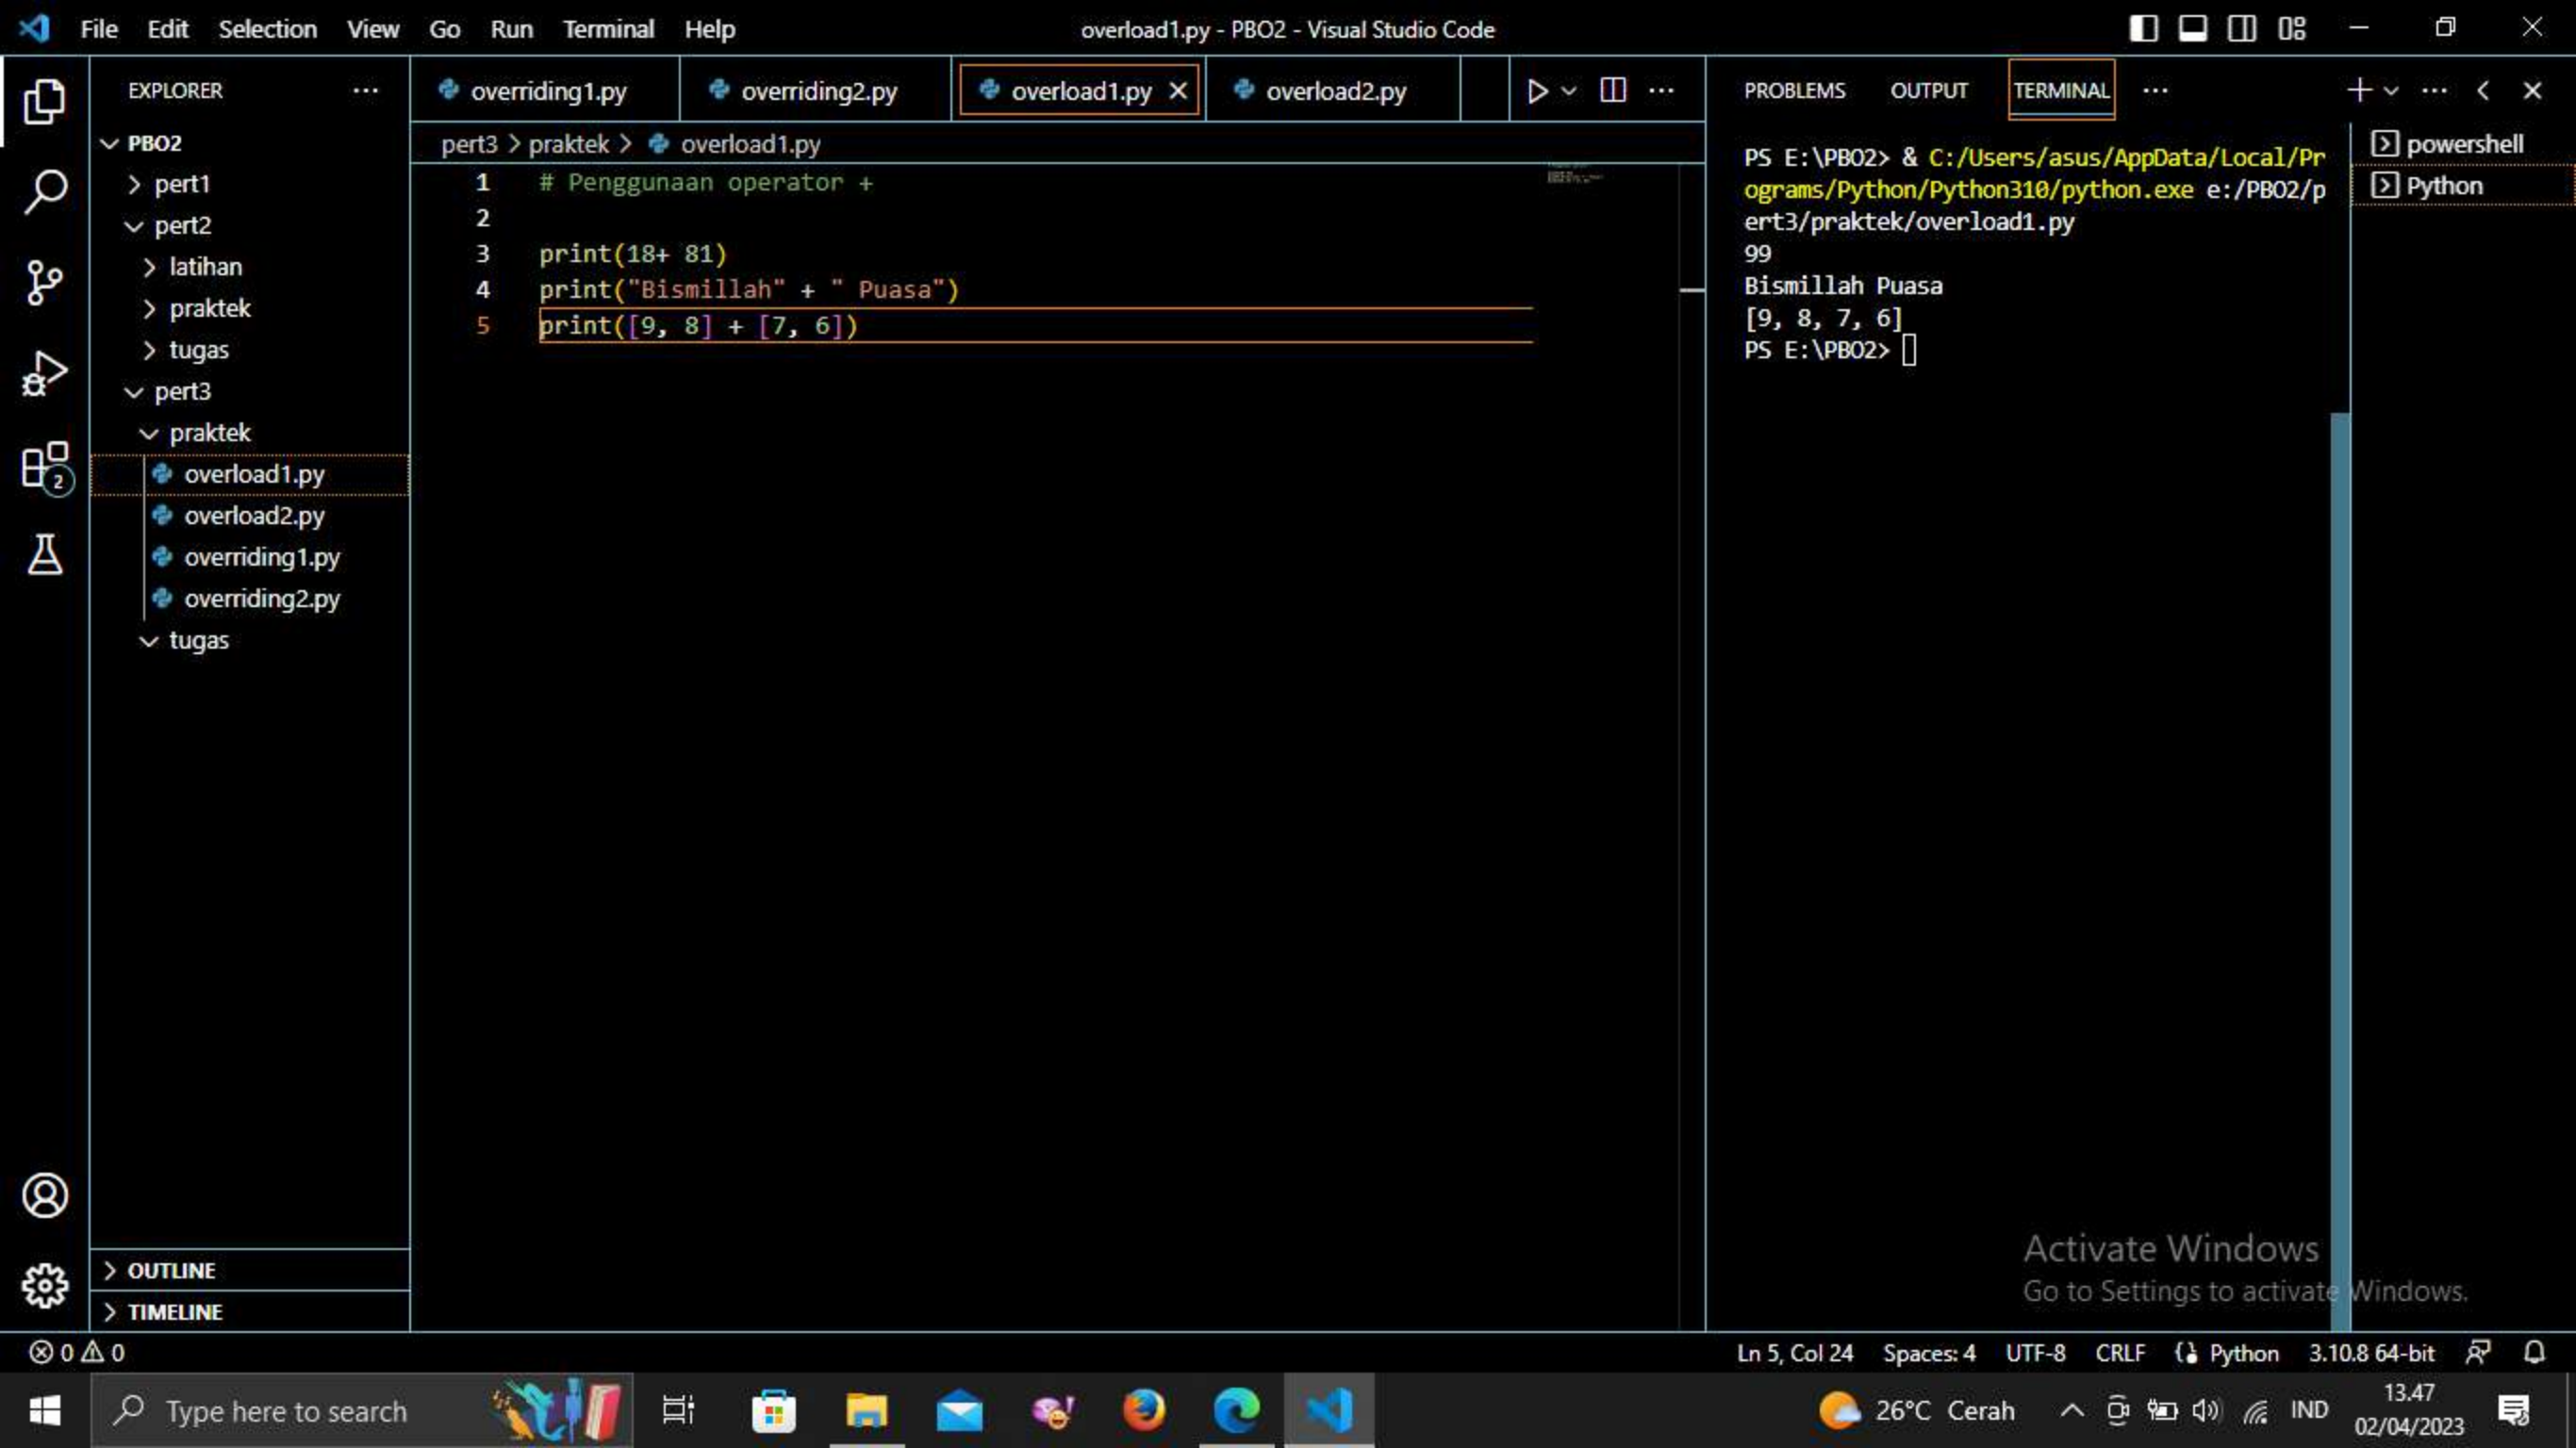 File Edit Selection View Go Run Terminal Help
overload1.py - PBO2 - Visual Studio Code
EXPLORER
PBO2
pert1
pert2
latihan
praktek
tugas
pert3
praktek
overload1.py
overload2.py
overriding1.py
overriding2.py
tugas
OUTLINE
TIMELINE
2
overriding1.py overriding2.py overload1.py overload2.py
pert3 > praktek > overload1.py
1 # Penggunaan operator +
2
3 print(18+ 81)
4 print("Bismillah" + " Puasa")
5 print([9, 8] + [7, 6])
PROBLEMS OUTPUT TERMINAL
PS E:\PBO2> & C:/Users/asus/AppData/Local/Pr
ograms/Python/Python310/python.exe e:/PBO2/p
ert3/praktek/overload1.py
99
Bismillah Puasa
[9, 8, 7, 6]
PS E:\PBO2>
powershell
Python
Activate Windows
Go to Settings to activate Windows.
0 0 Ln 5, Col 24 Spaces: 4 UTF-8 CRLF Python 3.10.8 64-bit
Type here to search
26°C Cerah
IND
13.47
02/04/2023